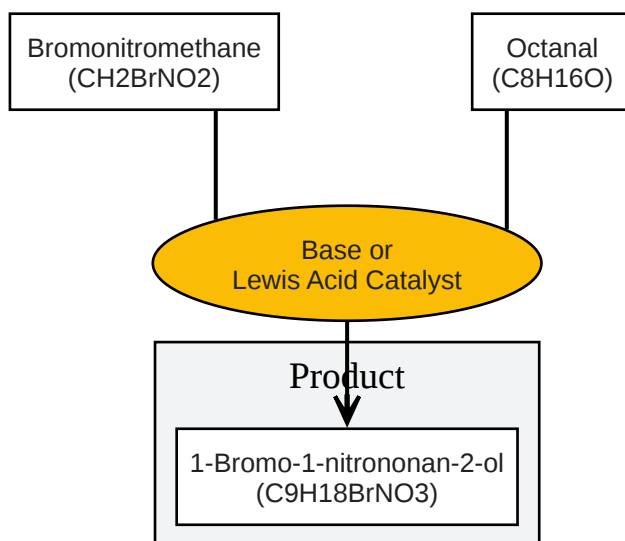 Bromonitromethane
(CH2BrNO2)
Octanal
(C8H16O)
Base or
Lewis Acid Catalyst
Product
1-Bromo-1-nitrononan-2-ol
(C9H18BrNO3)